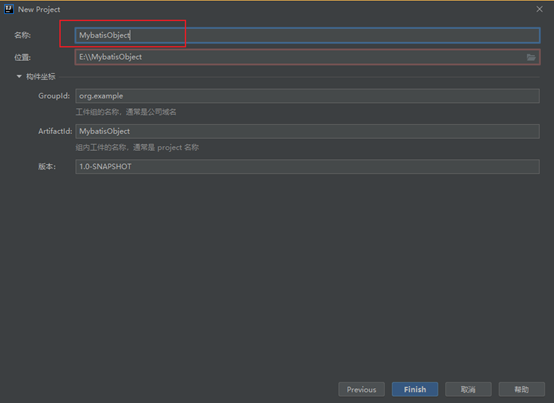 New Project
名称: MybatisObject
位置: E:\\MybatisObject
构件坐标
GroupId: org.example
工件组的名称，通常是公司域名
ArtifactId: MybatisObject
组内工件的名称，通常是 project 名称
版本: 1.0-SNAPSHOT
Previous Finish 取消 帮助